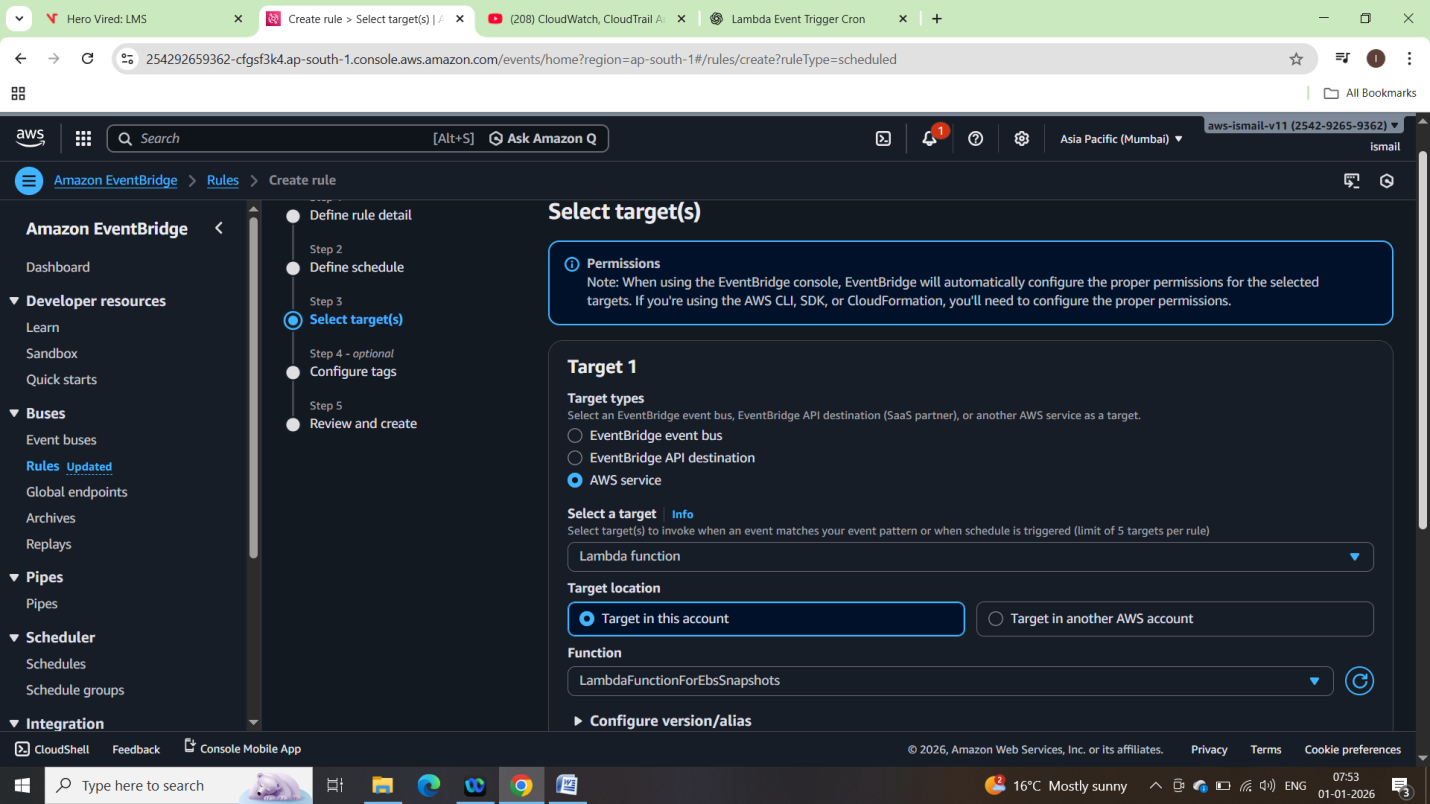 Hero Vired: LMS
Create rule > Select target(s) | A
(208) CloudWatch, CloudTrail A
Lambda Event Trigger Cron
254292659362-cfgsf3k4.ap-south-1.console.aws.amazon.com/events/home?region=ap-south-1#/rules/create?ruleType=scheduled
I
All Bookmarks
aws
Search
[Alt+S]
Ask Amazon Q
1
Asia Pacific (Mumbai)
aws-ismail-v11 (2542-9265-9362)
ismail
Amazon EventBridge
Rules
Create rule
Amazon EventBridge
Dashboard
Developer resources
Learn
Sandbox
Quick starts
Buses
Event buses
Rules Updated
Global endpoints
Archives
Replays
Pipes
Pipes
Scheduler
Schedules
Schedule groups
Integration
Define rule detail
Step 2
Define schedule
Step 3
Select target(s)
Step 4 - optional
Configure tags
Step 5
Review and create
Select target(s)
Permissions
Note: When using the EventBridge console, EventBridge will automatically configure the proper permissions for the selected
targets. If you're using the AWS CLI, SDK, or CloudFormation, you'll need to configure the proper permissions.
Target 1
Target types
Select an EventBridge event bus, EventBridge API destination (SaaS partner), or another AWS service as a target.
EventBridge event bus
EventBridge API destination
AWS service
Select a target Info
Select target(s) to invoke when an event matches your event pattern or when schedule is triggered (limit of 5 targets per rule)
Lambda function
Target location
Target in this account
Target in another AWS account
Function
LambdaFunctionForEbsSnapshots
Configure version/alias
CloudShell
Feedback
Console Mobile App
© 2026, Amazon Web Services, Inc. or its affiliates.
Privacy
Terms
Cookie preferences
Type here to search
2
16°C Mostly sunny
ENG
07:53
01-01-2026
3